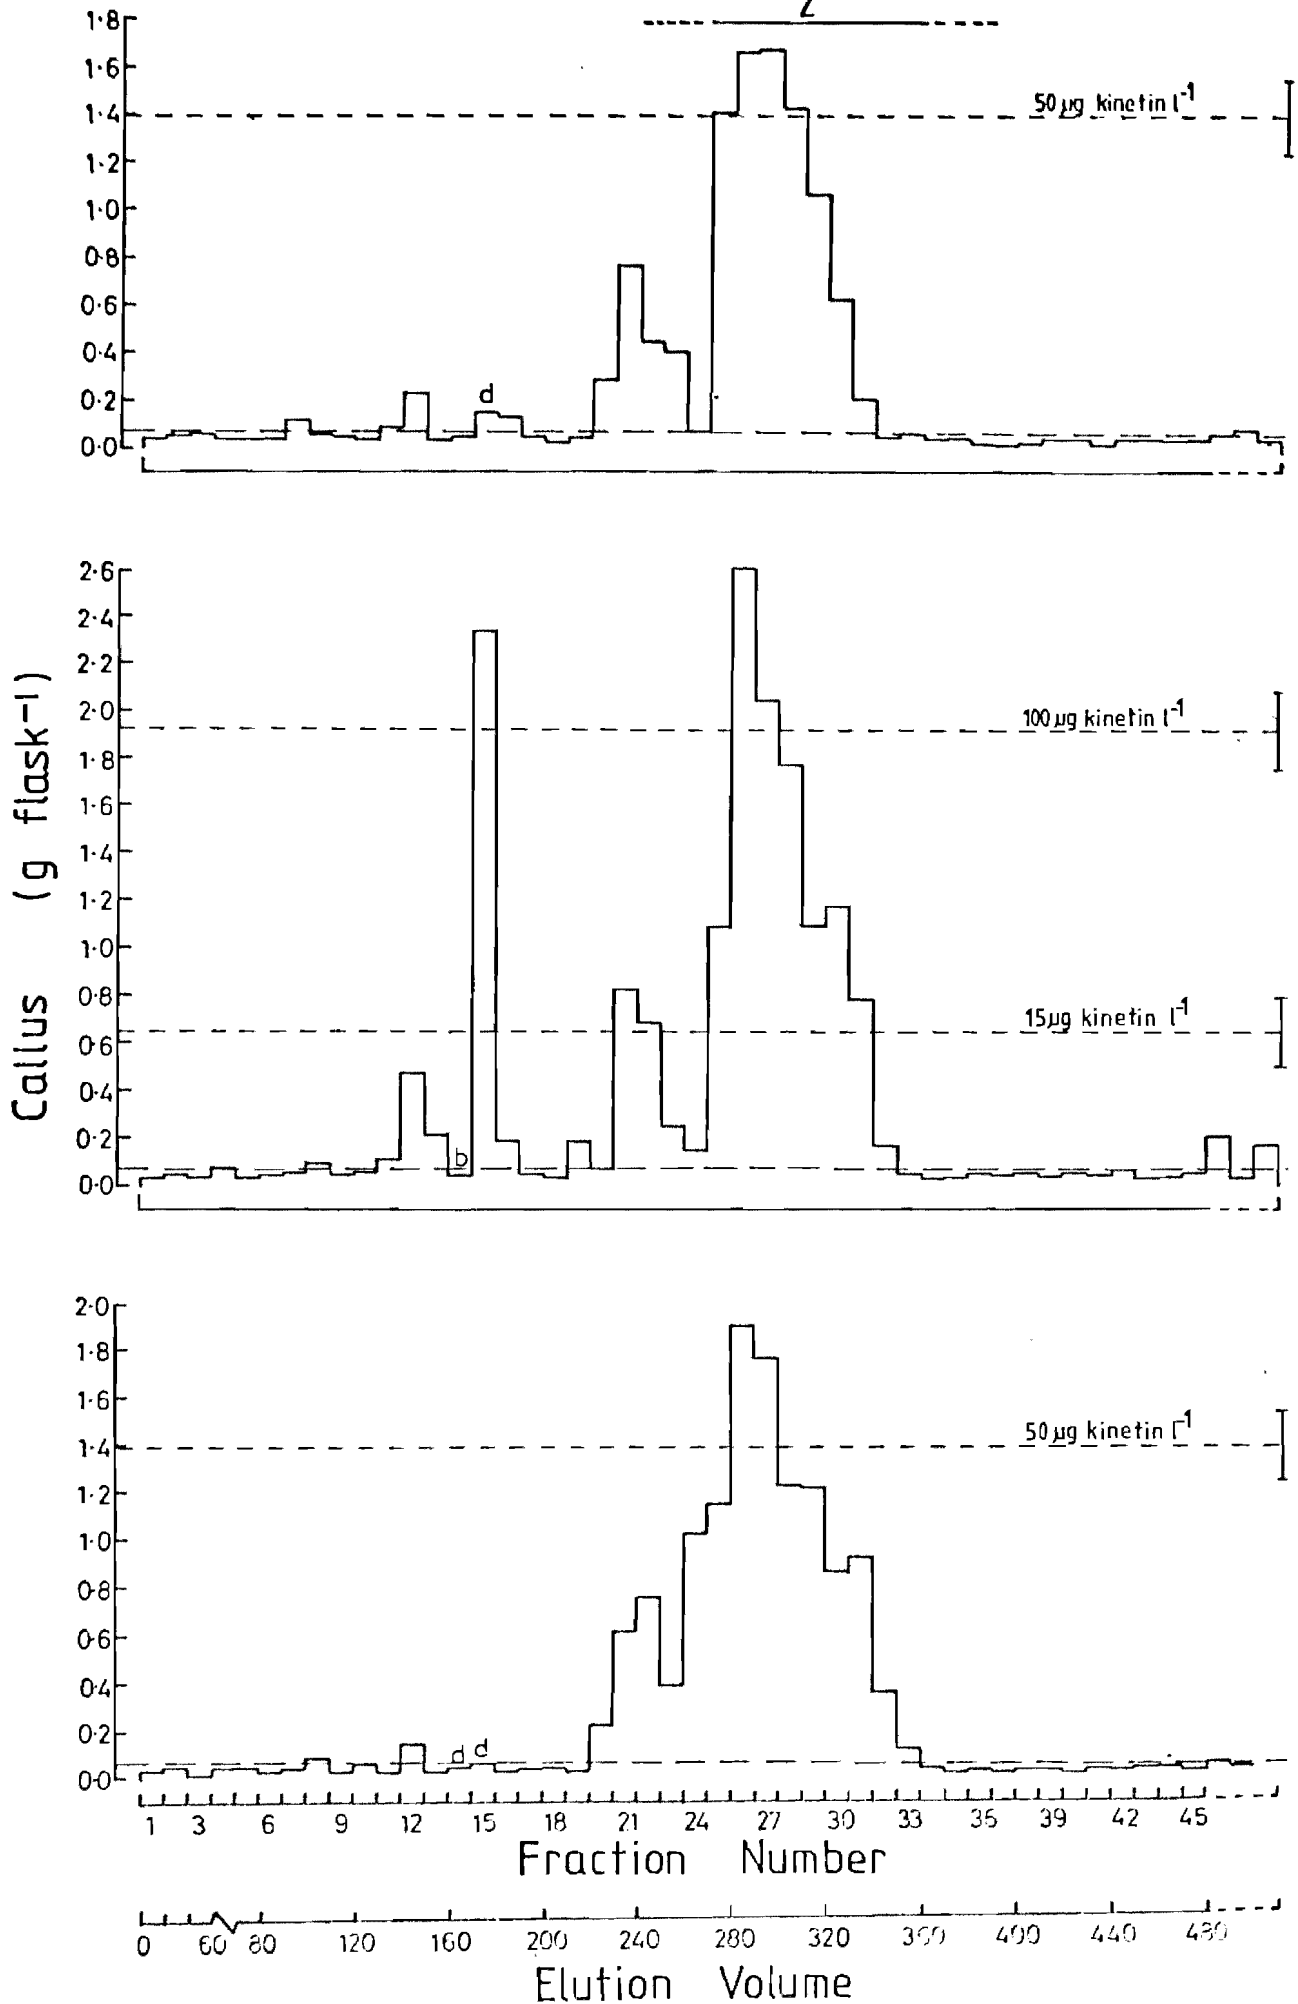 Z
1·8
1·6
1·4
1·2
1·0
0·8
0·6
0·4
0·2
0·0
50 µg kinetin l⁻¹
d
2·6
2·4
2·2
2·0
1·8
1·6
1·4
1·2
1·0
0·8
0·6
0·4
0·2
0·0
100 µg kinetin l⁻¹
15 µg kinetin l⁻¹
b
Callus (g flask⁻¹)
2·0
1·8
1·6
1·4
1·2
1·0
0·8
0·6
0·4
0·2
0·0
50 µg kinetin l⁻¹
d d
1 3 6 9 12 15 18 21 24 27 30 33 36 39 42 45
Fraction Number
0 60 80 120 160 200 240 280 320 360 400 440 480
Elution Volume